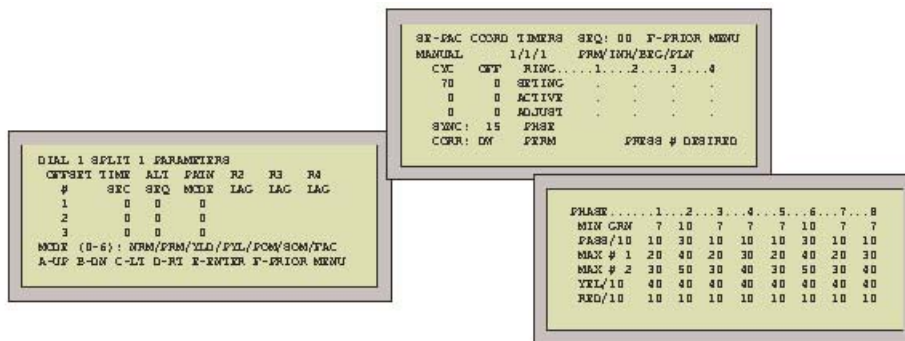 SE-PAC COORD TIMERS SEQ: 00 F-PRIOR MENU
MANUAL 1/1/1 PRM/INH/BEG/PLN
CYC OFF RING.....1....2....3....4
70 0 SETING . . . .
0 0 ACTIVE . . . .
0 0 ADJUST . . . .
SYNC: 15 PHSE
CORR: DW PERM PRESS # DESIRED
DIAL 1 SPLIT 1 PARAMETERS
OFFSET TIME ALT PATN R2 R3 R4
# SEC SEQ MODE LAG LAG LAG
1 0 0 0
2 0 0 0
3 0 0 0
MODE (0-6): NRM/PRM/YLD/PYL/POM/SOM/FAC
A-UP B-DN C-LT D-RT E-ENTER F-PRIOR MENU
PHASE......1...2...3...4...5...6...7...8
MIN GRN 7 10 7 7 7 10 7 7
PASS/10 10 30 10 10 10 30 10 10
MAX # 1 20 40 20 30 20 40 20 30
MAX # 2 30 50 30 40 30 50 30 40
YEL/10 40 40 40 40 40 40 40 40
RED/10 10 10 10 10 10 10 10 10